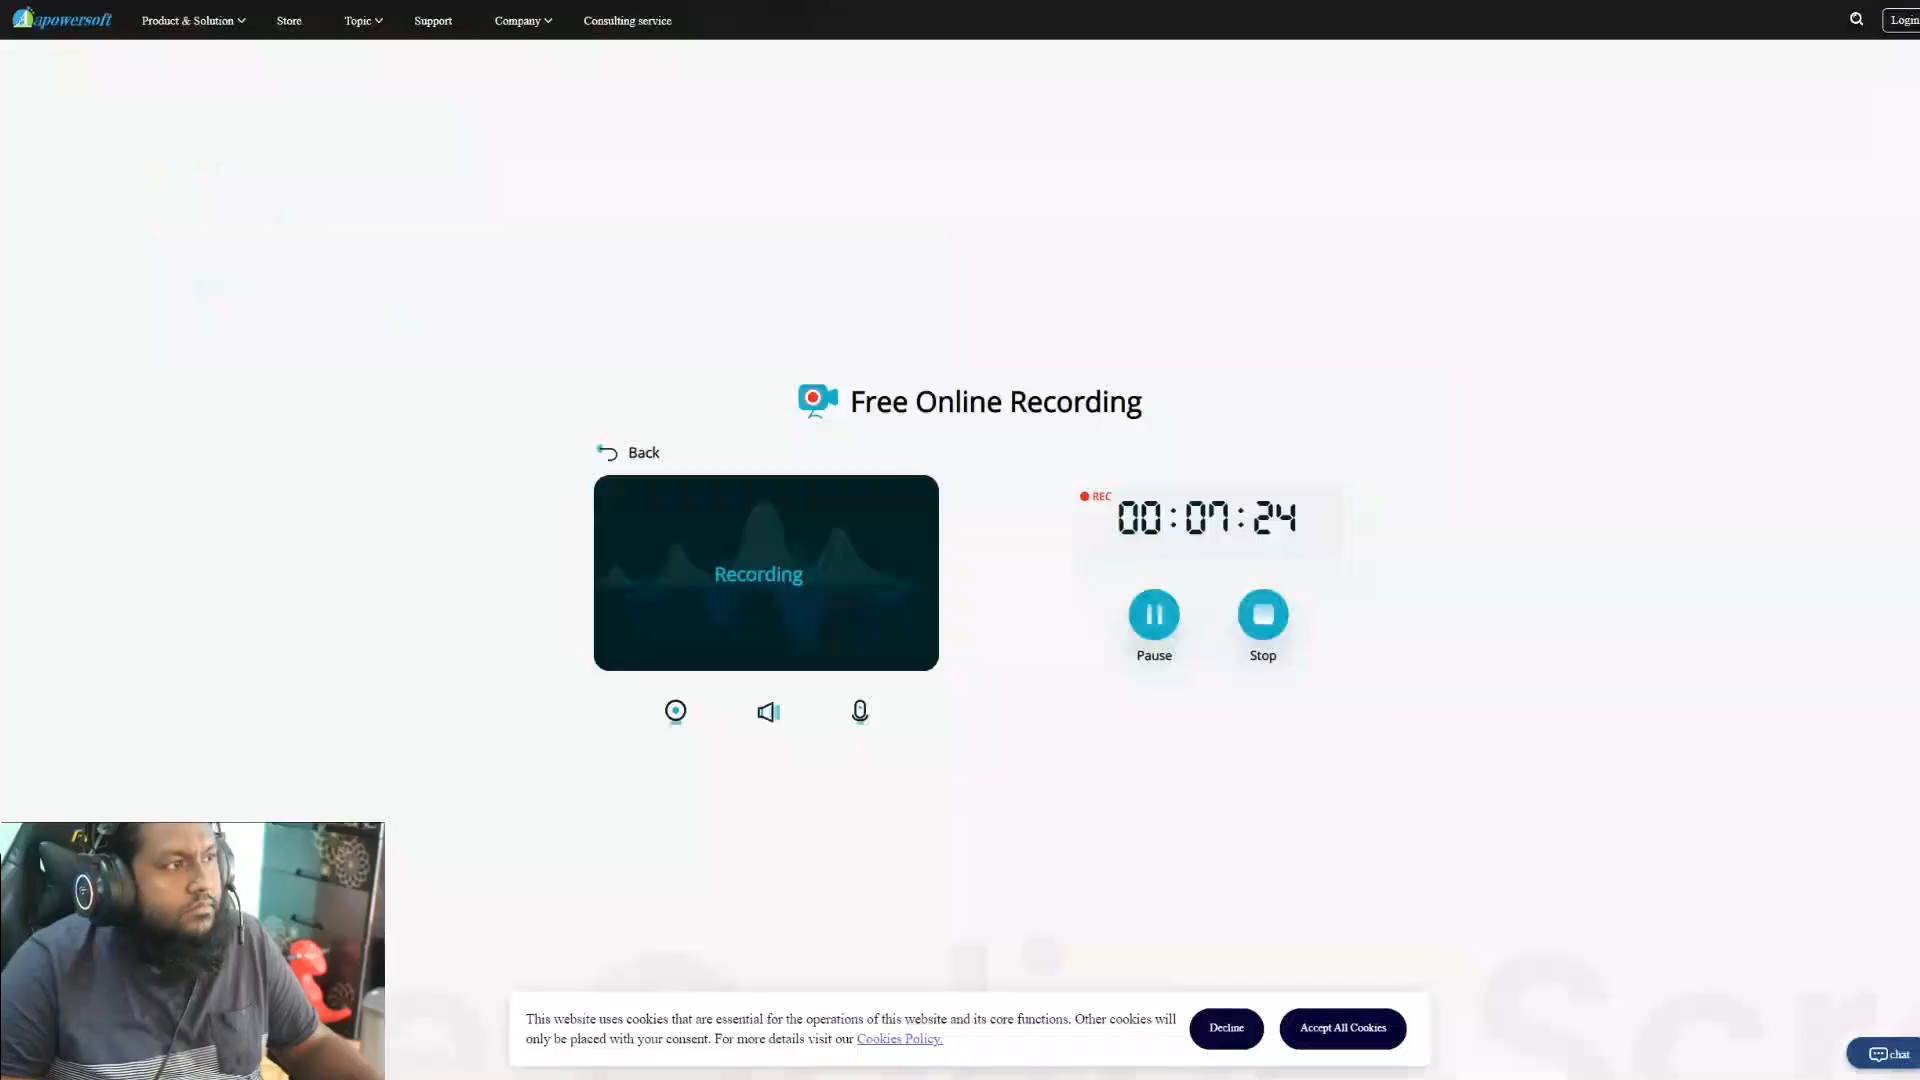 apowersoft
Product & Solution
Store
Topic
Support
Company
Consulting service
Login
Free Online Recording
Back
Recording
REC
00:07:24
Pause
Stop
This website uses cookies that are essential for the operations of this website and its core functions. Other cookies will
only be placed with your consent. For more details visit our Cookies Policy.
Decline
Accept All Cookies
chat